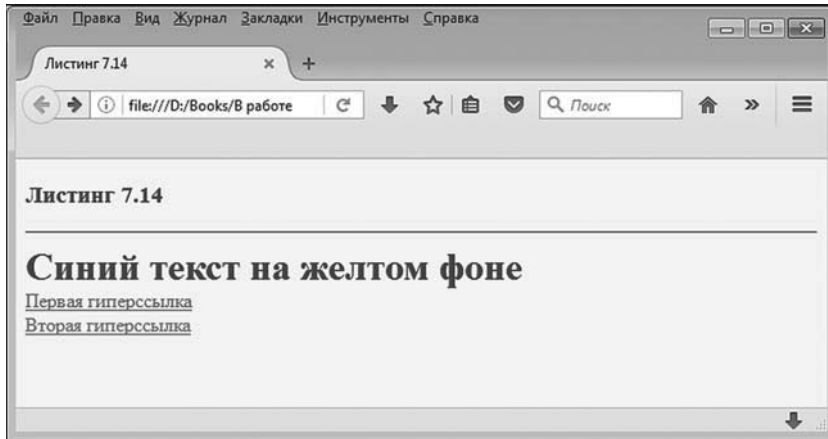 Файл Правка Вид Журнал Закладки Инструменты Справка
Листинг 7.14
file:///D:/Books/В работе
Поиск
Листинг 7.14
Синий текст на желтом фоне
Первая гиперссылка
Вторая гиперссылка